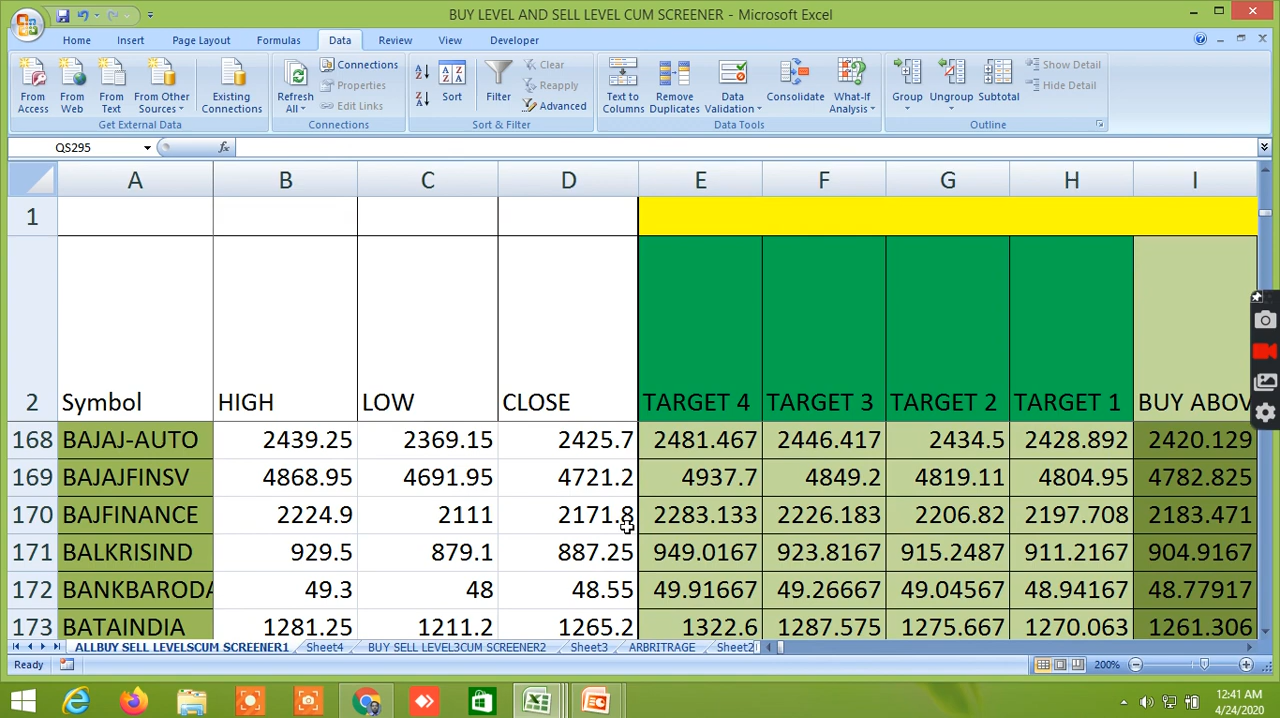 BUY LEVEL AND SELL LEVEL CUM SCREENER - Microsoft Excel
Home Insert Page Layout Formulas Data Review View Developer
From Access
From Web
From Text
From Other Sources
Existing Connections
Get External Data
Refresh All
Connections
Properties
Edit Links
Connections
Sort
Filter
Clear
Reapply
Advanced
Sort & Filter
Text to Columns
Remove Duplicates
Data Validation
Consolidate
What-If Analysis
Data Tools
Group
Ungroup
Subtotal
Show Detail
Hide Detail
Outline
QS295 fx
A B C D E F G H I
1
2 Symbol HIGH LOW CLOSE TARGET 4 TARGET 3 TARGET 2 TARGET 1 BUY ABOV
168 BAJAJ-AUTO 2439.25 2369.15 2425.7 2481.467 2446.417 2434.5 2428.892 2420.129
169 BAJAJFINSV 4868.95 4691.95 4721.2 4937.7 4849.2 4819.11 4804.95 4782.825
170 BAJFINANCE 2224.9 2111 2171.8 2283.133 2226.183 2206.82 2197.708 2183.471
171 BALKRISIND 929.5 879.1 887.25 949.0167 923.8167 915.2487 911.2167 904.9167
172 BANKBARODA 49.3 48 48.55 49.91667 49.26667 49.04567 48.94167 48.77917
173 BATAINDIA 1281.25 1211.2 1265.2 1322.6 1287.575 1275.667 1270.063 1261.306
ALLBUY SELL LEVELSCUM SCREENER1 Sheet4 BUY SELL LEVEL3CUM SCREENER2 Sheet3 ARBRITRAGE Sheet2
Ready 200%
12:41 AM
4/24/2020